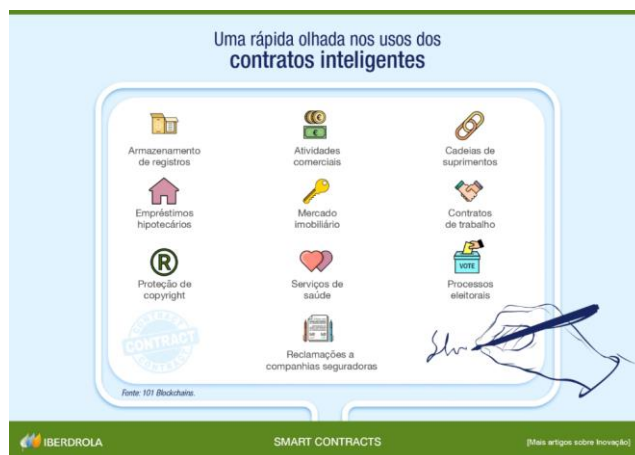 Uma rápida olhada nos usos dos
contratos inteligentes
Armazenamento
de registros
Atividades
comerciais
Cadeias de
suprimentos
Empréstimos
hipotecários
Mercado
imobiliário
Contratos
de trabalho
®
Proteção de
copyright
Serviços de
saúde
VOTE
Processos
eleitorais
CONTRACT
CONTRACT
CONTRACT
Reclamações a
companhias seguradoras
Fonte: 101 Blockchains.
IBERDROLA
SMART CONTRACTS
[Mais artigos sobre Inovação]